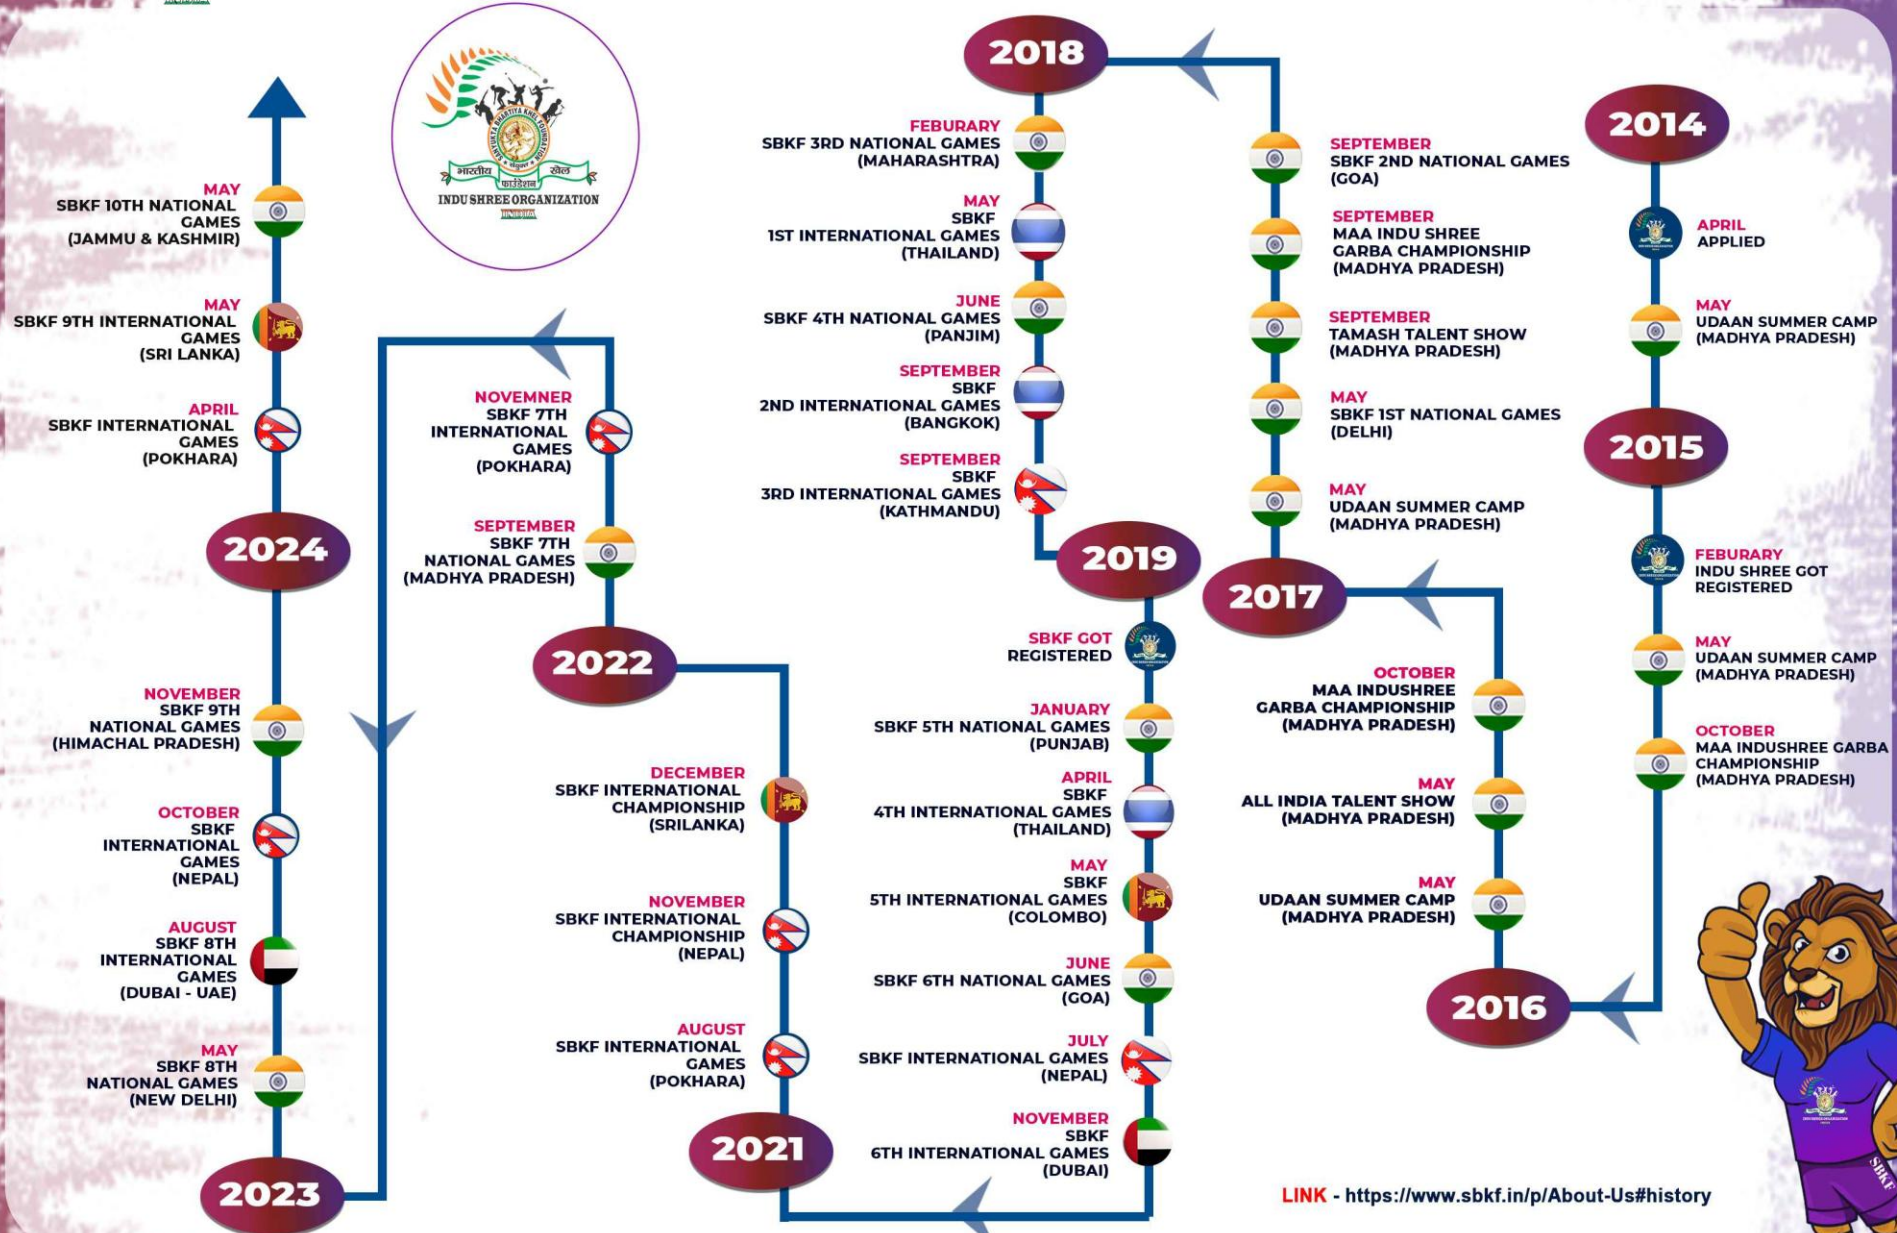 SANYUKTA BHARTIYA KHEL FOUNDATION
भारतीय
खेल
फाउंडेशन
INDU SHREE ORGANIZATION
2014
APRIL
APPLIED
MAY
UDAAN SUMMER CAMP
(MADHYA PRADESH)
2015
FEBURARY
INDU SHREE GOT
REGISTERED
MAY
UDAAN SUMMER CAMP
(MADHYA PRADESH)
OCTOBER
MAA INDUSHREE GARBA
CHAMPIONSHIP
(MADHYA PRADESH)
2016
MAY
UDAAN SUMMER CAMP
(MADHYA PRADESH)
MAY
ALL INDIA TALENT SHOW
(MADHYA PRADESH)
OCTOBER
MAA INDUSHREE
GARBA CHAMPIONSHIP
(MADHYA PRADESH)
2017
MAY
UDAAN SUMMER CAMP
(MADHYA PRADESH)
MAY
SBKF 1ST NATIONAL GAMES
(DELHI)
SEPTEMBER
TAMASH TALENT SHOW
(MADHYA PRADESH)
SEPTEMBER
MAA INDU SHREE
GARBA CHAMPIONSHIP
(MADHYA PRADESH)
SEPTEMBER
SBKF 2ND NATIONAL GAMES
(GOA)
2018
FEBURARY
SBKF 3RD NATIONAL GAMES
(MAHARASHTRA)
MAY
SBKF
1ST INTERNATIONAL GAMES
(THAILAND)
JUNE
SBKF 4TH NATIONAL GAMES
(PANJIM)
SEPTEMBER
SBKF
2ND INTERNATIONAL GAMES
(BANGKOK)
SEPTEMBER
SBKF
3RD INTERNATIONAL GAMES
(KATHMANDU)
2019
SBKF GOT
REGISTERED
JANUARY
SBKF 5TH NATIONAL GAMES
(PUNJAB)
APRIL
SBKF
4TH INTERNATIONAL GAMES
(THAILAND)
MAY
SBKF
5TH INTERNATIONAL GAMES
(COLOMBO)
JUNE
SBKF 6TH NATIONAL GAMES
(GOA)
JULY
SBKF INTERNATIONAL GAMES
(NEPAL)
NOVEMBER
SBKF
6TH INTERNATIONAL GAMES
(DUBAI)
2021
AUGUST
SBKF INTERNATIONAL
GAMES
(POKHARA)
NOVEMBER
SBKF INTERNATIONAL
CHAMPIONSHIP
(NEPAL)
DECEMBER
SBKF INTERNATIONAL
CHAMPIONSHIP
(SRILANKA)
2022
SEPTEMBER
SBKF 7TH
NATIONAL GAMES
(MADHYA PRADESH)
NOVEMNER
SBKF 7TH
INTERNATIONAL
GAMES
(POKHARA)
2023
MAY
SBKF 8TH
NATIONAL GAMES
(NEW DELHI)
AUGUST
SBKF 8TH
INTERNATIONAL
GAMES
(DUBAI - UAE)
OCTOBER
SBKF
INTERNATIONAL
GAMES
(NEPAL)
NOVEMBER
SBKF 9TH
NATIONAL GAMES
(HIMACHAL PRADESH)
2024
APRIL
SBKF INTERNATIONAL
GAMES
(POKHARA)
MAY
SBKF 9TH INTERNATIONAL
GAMES
(SRI LANKA)
MAY
SBKF 10TH NATIONAL
GAMES
(JAMMU & KASHMIR)
LINK - https://www.sbkf.in/p/About-Us#history
SBKF